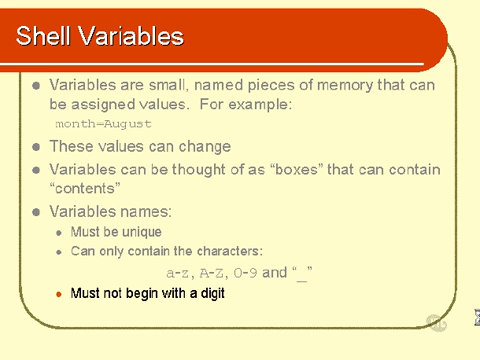 Shell Variables
Variables are small, named pieces of memory that can
be assigned values. For example:
month=August
These values can change
Variables can be thought of as “boxes” that can contain
“contents”
Variables names:
Must be unique
Can only contain the characters:
a-z, A-Z, 0-9 and “_”
Must not begin with a digit